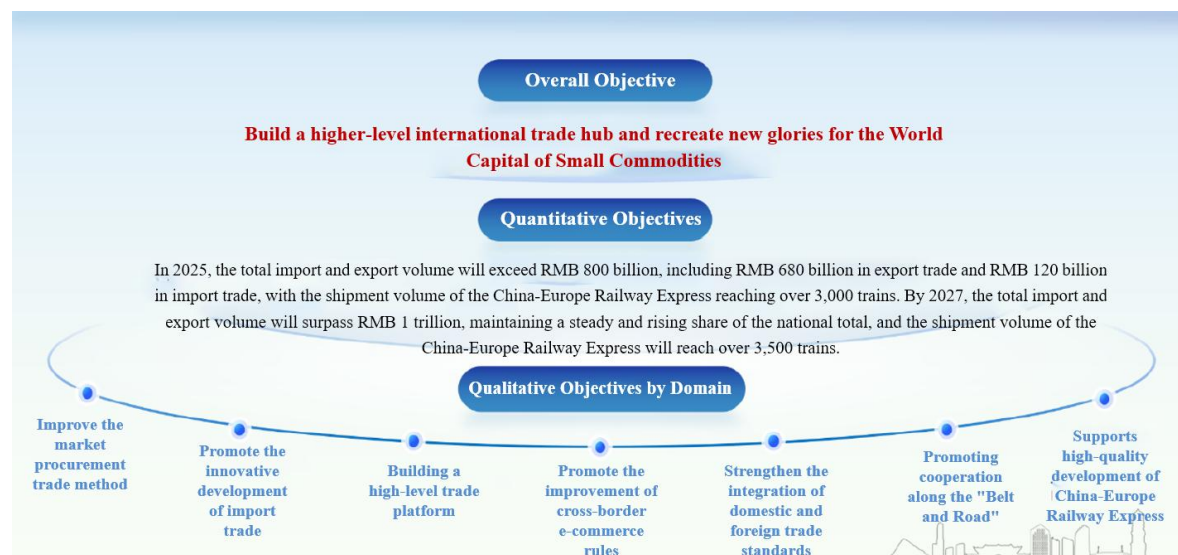 Overall Objective
Build a higher-level international trade hub and recreate new glories for the World
Capital of Small Commodities
Quantitative Objectives
In 2025, the total import and export volume will exceed RMB 800 billion, including RMB 680 billion in export trade and RMB 120 billion
in import trade, with the shipment volume of the China-Europe Railway Express reaching over 3,000 trains. By 2027, the total import and
export volume will surpass RMB 1 trillion, maintaining a steady and rising share of the national total, and the shipment volume of the
China-Europe Railway Express will reach over 3,500 trains.
Qualitative Objectives by Domain
Improve the
market
procurement
trade method
Promote the
innovative
development
of import
trade
Building a
high-level trade
platform
Promote the
improvement of
cross-border
e-commerce
rules
Strengthen the
integration of
domestic and
foreign trade
standards
Promoting
cooperation
along the "Belt
and Road"
Supports
high-quality
development of
China-Europe
Railway Express